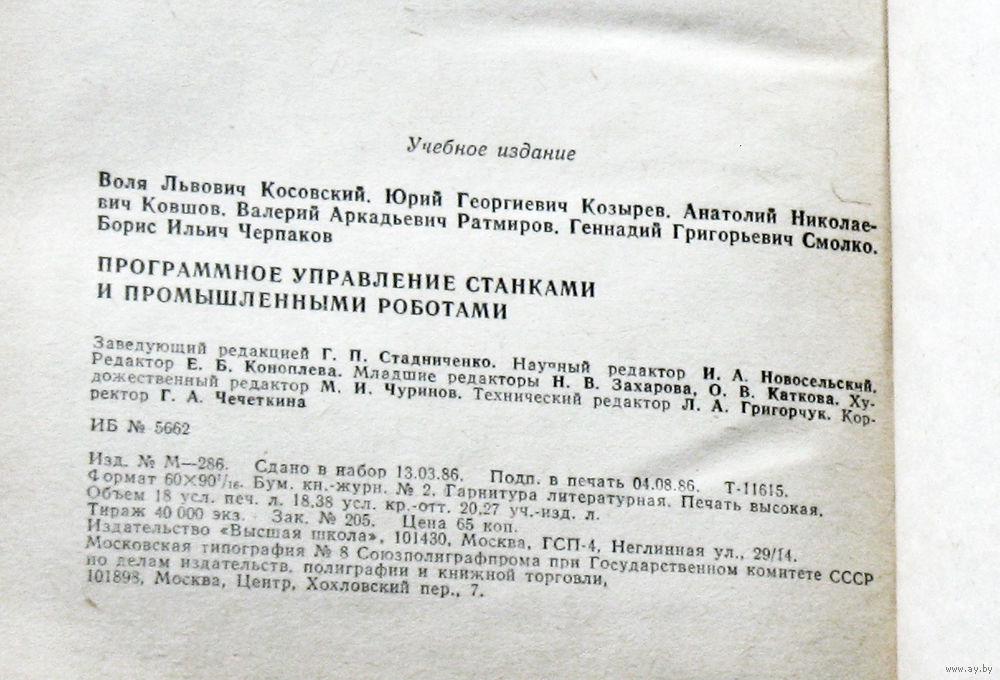 Учебное издание
Воля Львович Косовский, Юрий Георгиевич Козырев, Анатолий Николае-
вич Ковшов, Валерий Аркадьевич Ратмиров, Геннадий Григорьевич Смолко,
Борис Ильич Черпаков
ПРОГРАММНОЕ УПРАВЛЕНИЕ СТАНКАМИ
И ПРОМЫШЛЕННЫМИ РОБОТАМИ
Заведующий редакцией Г. П. Стадниченко. Научный редактор И. А. Новосельский.
Редактор Е. Б. Коноплева. Младшие редакторы Н. В. Захарова, О. В. Каткова. Ху-
дожественный редактор М. И. Чуринов. Технический редактор Л. А. Григорчук. Кор-
ректор Г. А. Чечеткина
ИБ № 5662
Изд. № М—286. Сдано в набор 13.03.86. Подп. в печать 04.08.86. Т-11615.
Формат 60×90¹/₁₆. Бум. кн.-журн. № 2. Гарнитура литературная. Печать высокая.
Объем 18 усл. печ. л. 18,38 усл. кр.-отт. 20,27 уч.-изд. л.
Тираж 40 000 экз. Зак. № 205. Цена 65 коп.
Издательство «Высшая школа», 101430, Москва, ГСП-4, Неглинная ул., 29/14.
Московская типография № 8 Союзполиграфпрома при Государственном комитете СССР
по делам издательств, полиграфии и книжной торговли,
101898, Москва, Центр, Хохловский пер., 7.
www.ay.by